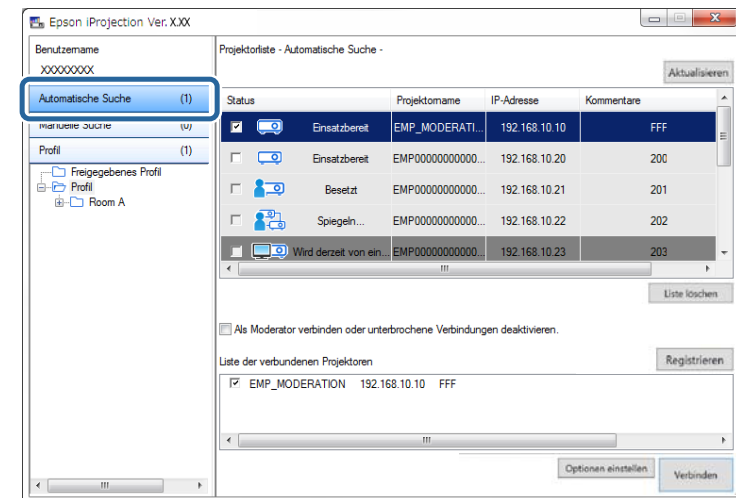 Epson iProjection Ver. X.XX
Benutzername
XXXXXXXX
Automatische Suche (1)
Manuelle Suche (0)
Profil (1)
Freigegebenes Profil
Profil
Room A
Projektorliste - Automatische Suche -
Aktualisieren
Status Projektorname IP-Adresse Kommentare
Einsatzbereit EMP_MODERATI... 192.168.10.10 FFF
Einsatzbereit EMP00000000000... 192.168.10.20 200
Besetzt EMP00000000000... 192.168.10.21 201
Spiegeln... EMP00000000000... 192.168.10.22 202
Wird derzeit von ein... EMP00000000000... 192.168.10.23 203
Liste löschen
Als Moderator verbinden oder unterbrochene Verbindungen deaktivieren.
Liste der verbundenen Projektoren
Registrieren
EMP_MODERATION 192.168.10.10 FFF
Optionen einstellen
Verbinden